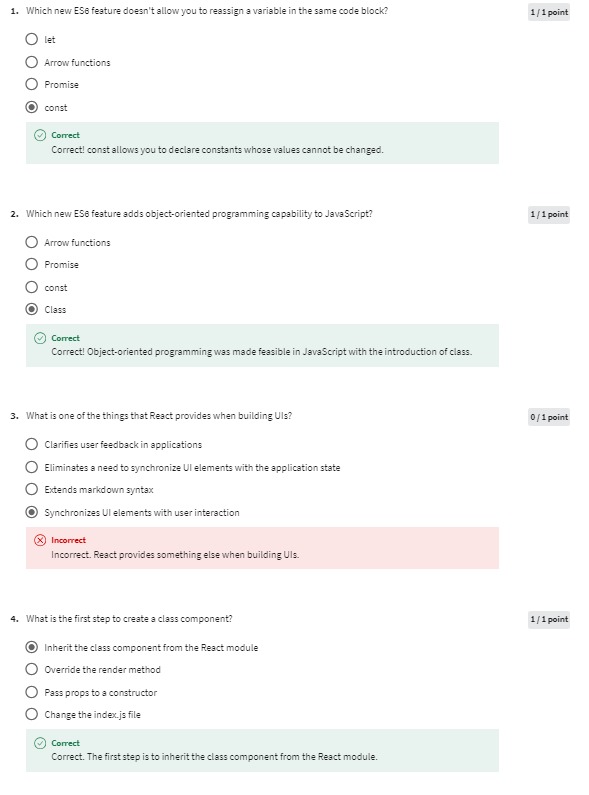 1. Which new ES6 feature doesn't allow you to reassign a variable in the same code block? 1 / 1 point
let
Arrow functions
Promise
const
Correct
Correct! const allows you to declare constants whose values cannot be changed.
2. Which new ES6 feature adds object-oriented programming capability to JavaScript? 1 / 1 point
Arrow functions
Promise
const
Class
Correct
Correct! Object-oriented programming was made feasible in JavaScript with the introduction of class.
3. What is one of the things that React provides when building UIs? 0 / 1 point
Clarifies user feedback in applications
Eliminates a need to synchronize UI elements with the application state
Extends markdown syntax
Synchronizes UI elements with user interaction
Incorrect
Incorrect. React provides something else when building UIs.
4. What is the first step to create a class component? 1 / 1 point
Inherit the class component from the React module
Override the render method
Pass props to a constructor
Change the index.js file
Correct
Correct. The first step is to inherit the class component from the React module.